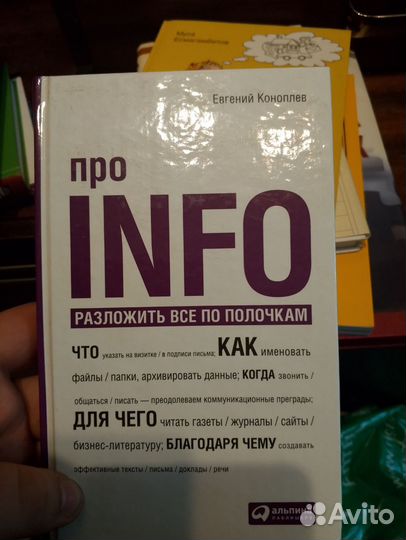 Евгений Коноплев
про
INFO
РАЗЛОЖИТЬ ВСЕ ПО ПОЛОЧКАМ
ЧТО указать на визитке / в подписи письма; КАК именовать
файлы / папки, архивировать данные; КОГДА звонить /
общаться / писать — преодолеваем коммуникационные преграды;
ДЛЯ ЧЕГО читать газеты / журналы / сайты /
бизнес-литературу; БЛАГОДАРЯ ЧЕМУ создавать
эффективные тексты / письма / доклады / речи
Avito